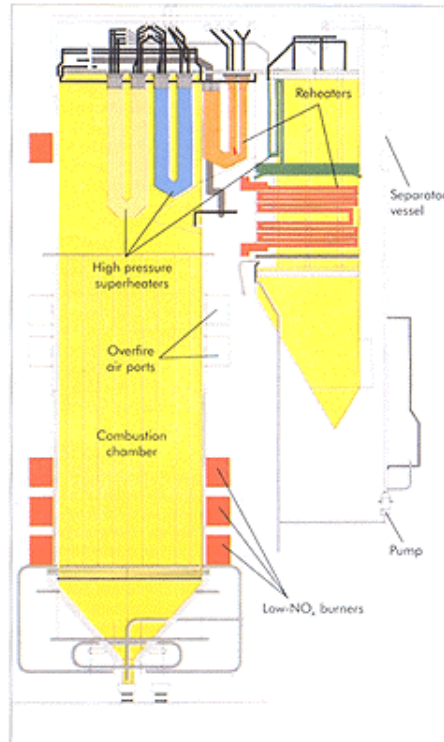 Reheaters
Separator
vessel
High pressure
superheaters
Overfire
air ports
Combustion
chamber
Pump
Low-NOx burners